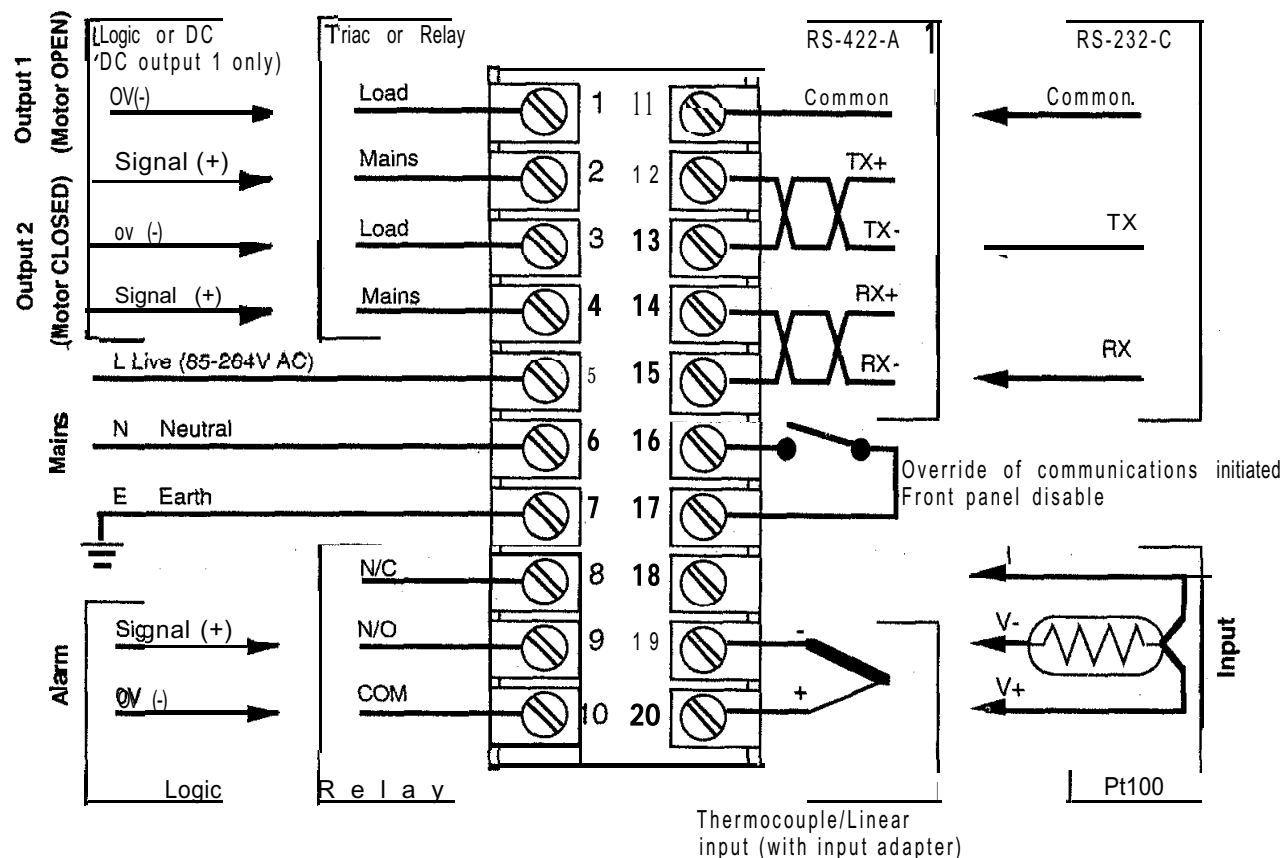 Output 1
(Motor OPEN)
Output 2
(Motor CLOSED)
Mains
Alarm
Logic or DC
DC output 1 only)
OV(-)
Signal (+)
ov (-)
Signal (+)
L Live (85-264V AC)
N Neutral
E Earth
Signal (+)
0V (-)
Logic
Triac or Relay
Load
Mains
Load
Mains
N/C
N/O
COM
Relay
1
2
3
4
5
6
7
8
9
10
11
12
13
14
15
16
17
18
19
20
RS-422-A
Common
TX+
TX-
RX+
RX-
RS-232-C
Common.
TX
RX
Override of communications initiated
Front panel disable
-
+
Thermocouple/Linear
input (with input adapter)
I
V-
V+
Input
Pt100